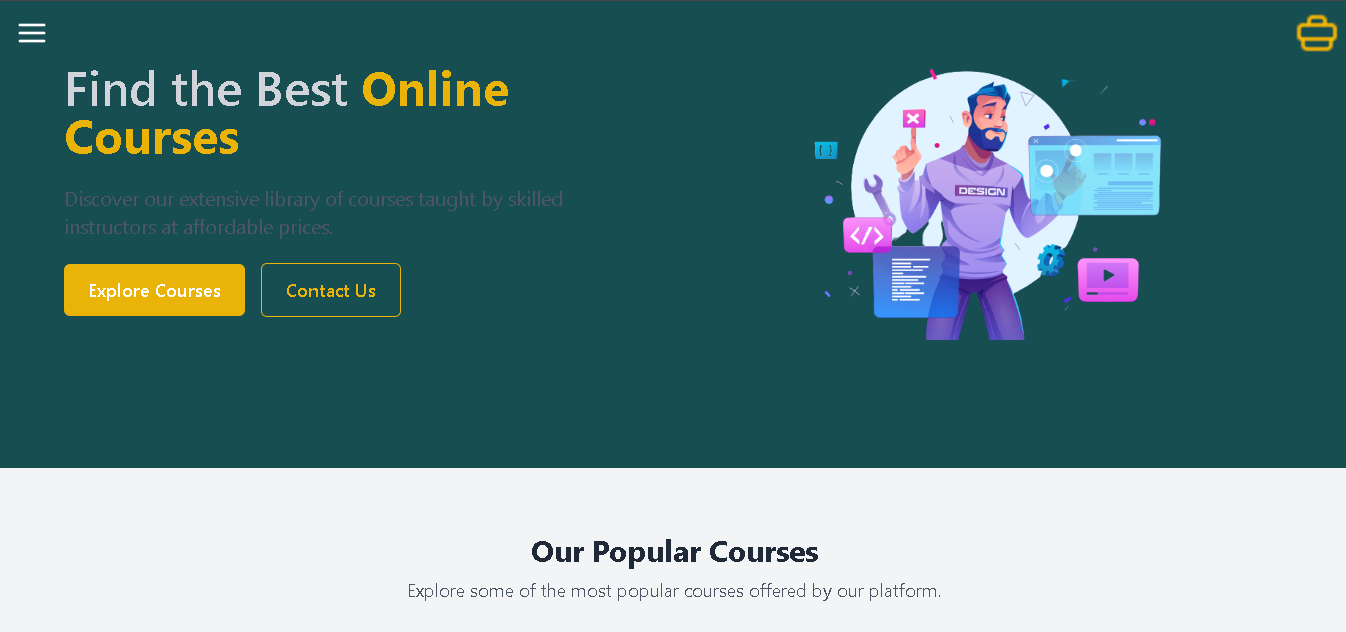 Find the Best Online
Courses
Discover our extensive library of courses taught by skilled
instructors at affordable prices.
Explore Courses
Contact Us
DESIGN
{ }
</>
Our Popular Courses
Explore some of the most popular courses offered by our platform.